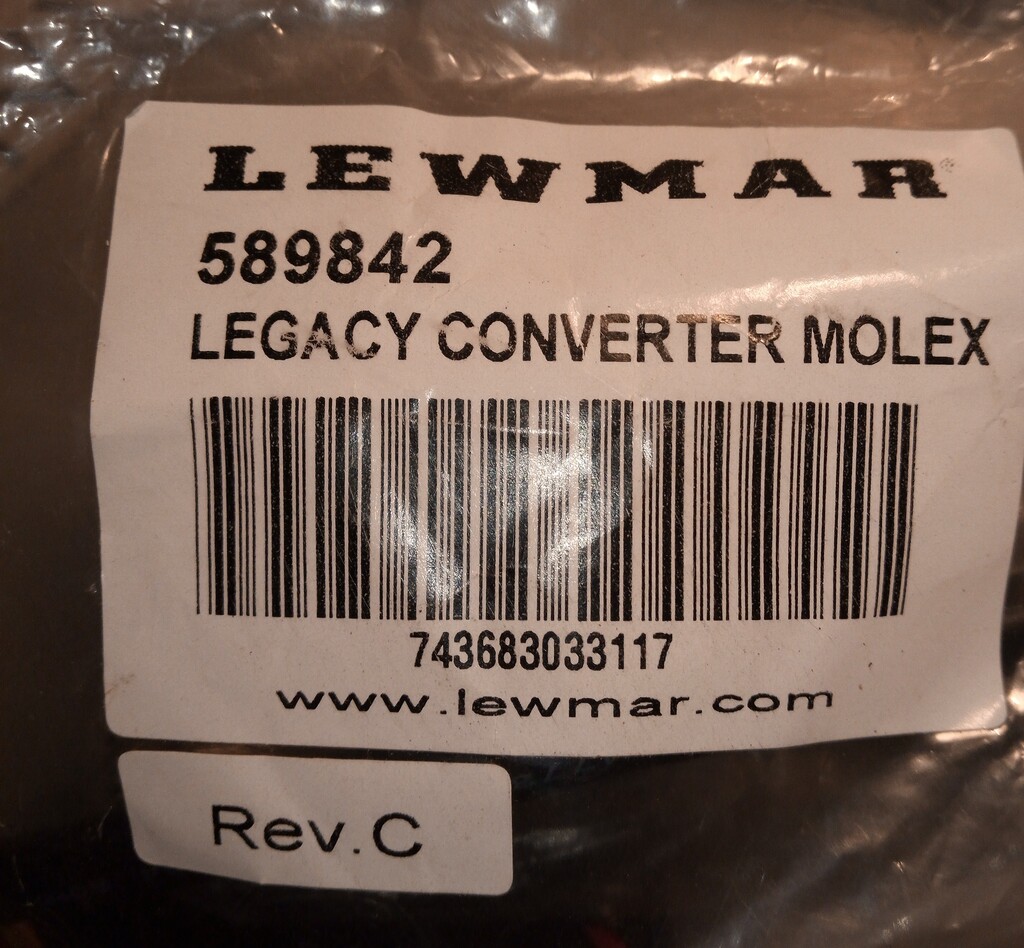 LEWMAR®
589842
LEGACY CONVERTER MOLEX
743683033117
www.lewmar.com
Rev.C